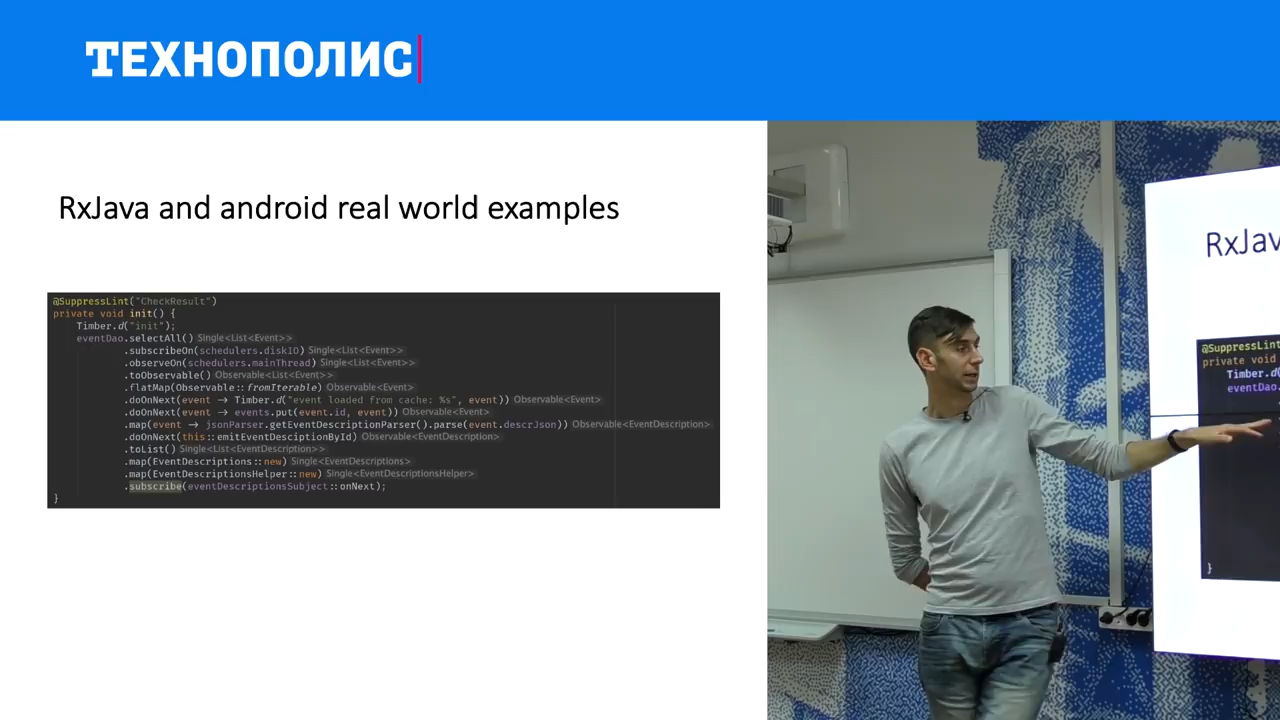 ТЕХНОПОЛИС
RxJava and android real world examples
@SuppressLint("CheckResult")
private void init() {
Timber.d("init");
eventDao.selectAll() Single<List<Event>>
.subscribeOn(schedulers.diskIO) Single<List<Event>>
.observeOn(schedulers.mainThread) Single<List<Event>>
.toObservable() Observable<List<Event>>
.flatMap(Observable::fromIterable) Observable<Event>
.doOnNext(event → Timber.d("event loaded from cache: %s", event)) Observable<Event>
.doOnNext(event → events.put(event.id, event)) Observable<Event>
.map(event → jsonParser.getEventDescriptionParser().parse(event.descrJson)) Observable<EventDescription>
.doOnNext(this::emitEventDesciptionById) Observable<EventDescription>
.toList() Single<List<EventDescription>>
.map(EventDescriptions::new) Single<EventDescriptions>
.map(EventDescriptionsHelper::new) Single<EventDescriptionsHelper>
.subscribe(eventDescriptionsSubject::onNext);
}
RxJav
@SuppressLint
private void
Timber.d(
eventDao.
}